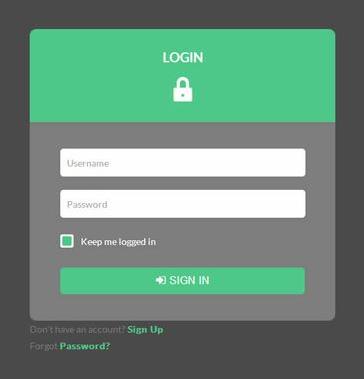 LOGIN
Username
Password
Keep me logged in
SIGN IN
Don't have an account? Sign Up
Forgot Password?